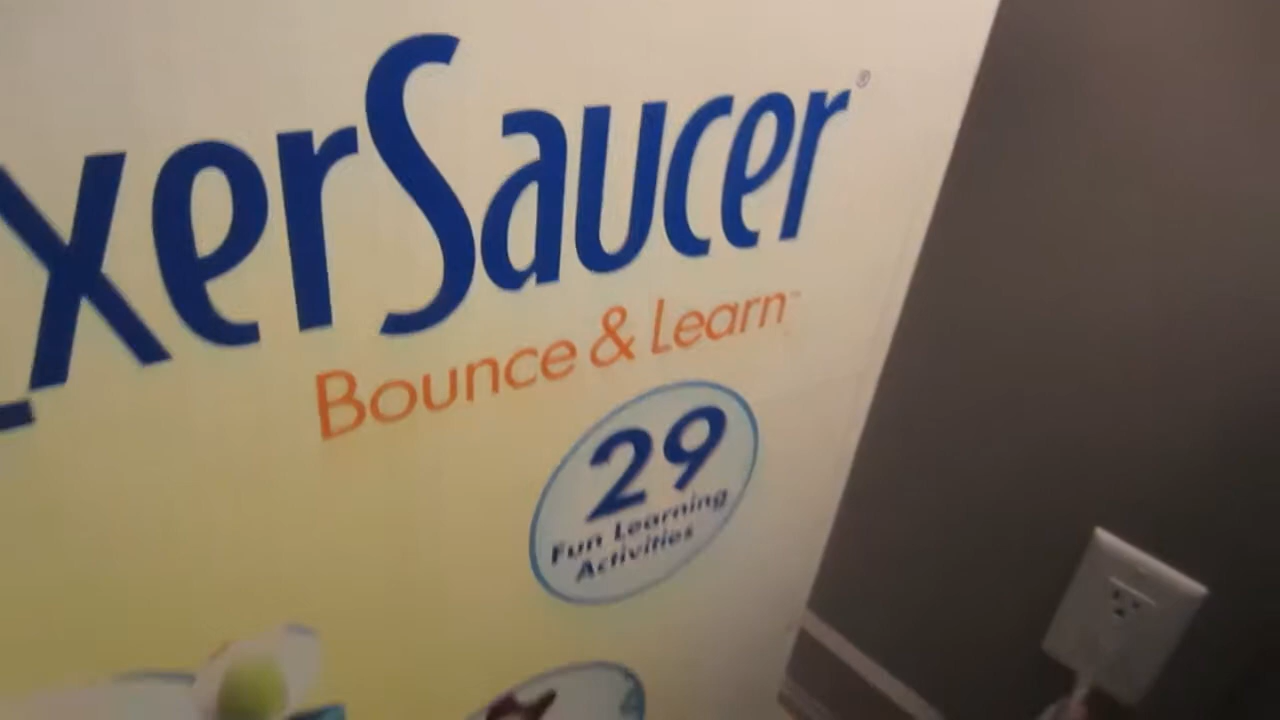 xerSaucer®
Bounce & Learn™
29
Fun Learning
Activities